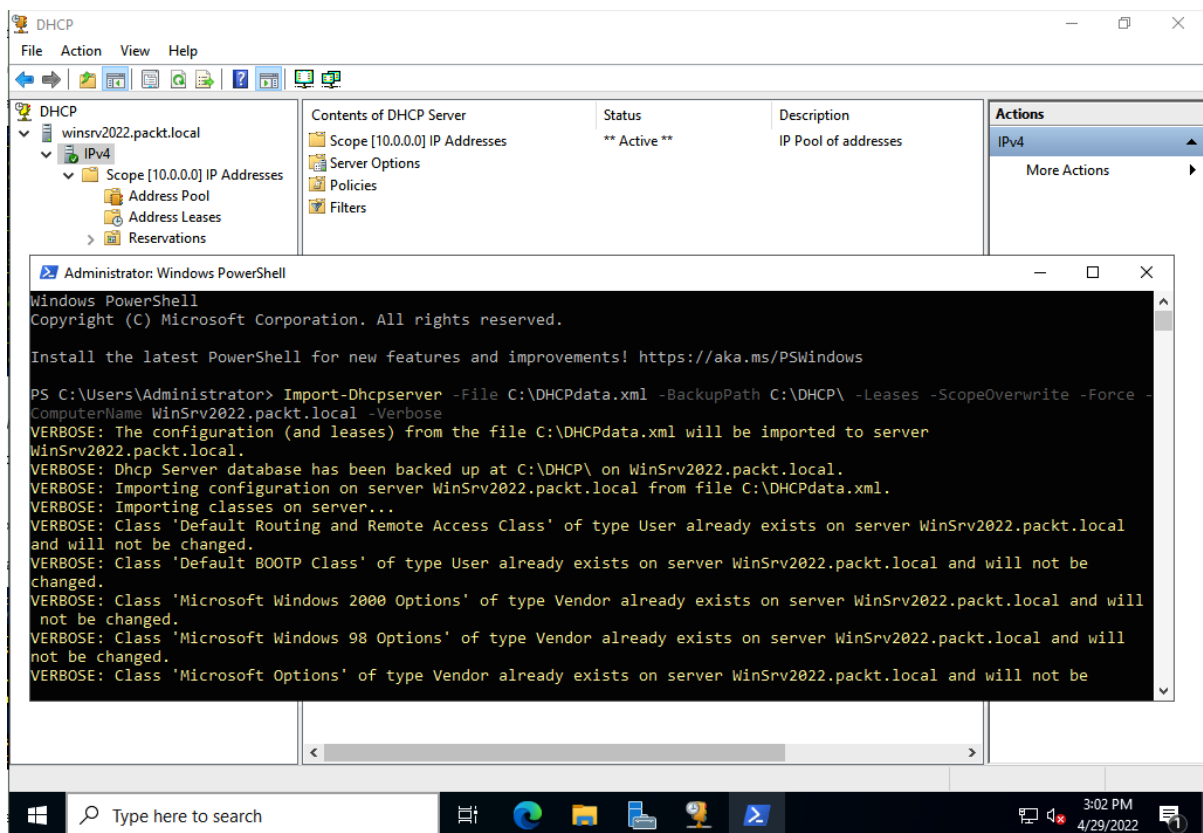 DHCP
File Action View Help
DHCP
winsrv2022.packt.local
IPv4
Scope [10.0.0.0] IP Addresses
Address Pool
Address Leases
Reservations
Contents of DHCP Server Status Description
Scope [10.0.0.0] IP Addresses ** Active ** IP Pool of addresses
Server Options
Policies
Filters
Actions
IPv4
More Actions
Administrator: Windows PowerShell
Windows PowerShell
Copyright (C) Microsoft Corporation. All rights reserved.
Install the latest PowerShell for new features and improvements! https://aka.ms/PSWindows
PS C:\Users\Administrator> Import-Dhcpserver -File C:\DHCPdata.xml -BackupPath C:\DHCP\ -Leases -ScopeOverwrite -Force -
ComputerName WinSrv2022.packt.local -Verbose
VERBOSE: The configuration (and leases) from the file C:\DHCPdata.xml will be imported to server
WinSrv2022.packt.local.
VERBOSE: Dhcp Server database has been backed up at C:\DHCP\ on WinSrv2022.packt.local.
VERBOSE: Importing configuration on server WinSrv2022.packt.local from file C:\DHCPdata.xml.
VERBOSE: Importing classes on server...
VERBOSE: Class 'Default Routing and Remote Access Class' of type User already exists on server WinSrv2022.packt.local
and will not be changed.
VERBOSE: Class 'Default BOOTP Class' of type User already exists on server WinSrv2022.packt.local and will not be
changed.
VERBOSE: Class 'Microsoft Windows 2000 Options' of type Vendor already exists on server WinSrv2022.packt.local and will
not be changed.
VERBOSE: Class 'Microsoft Windows 98 Options' of type Vendor already exists on server WinSrv2022.packt.local and will
not be changed.
VERBOSE: Class 'Microsoft Options' of type Vendor already exists on server WinSrv2022.packt.local and will not be
Type here to search
3:02 PM
4/29/2022
1